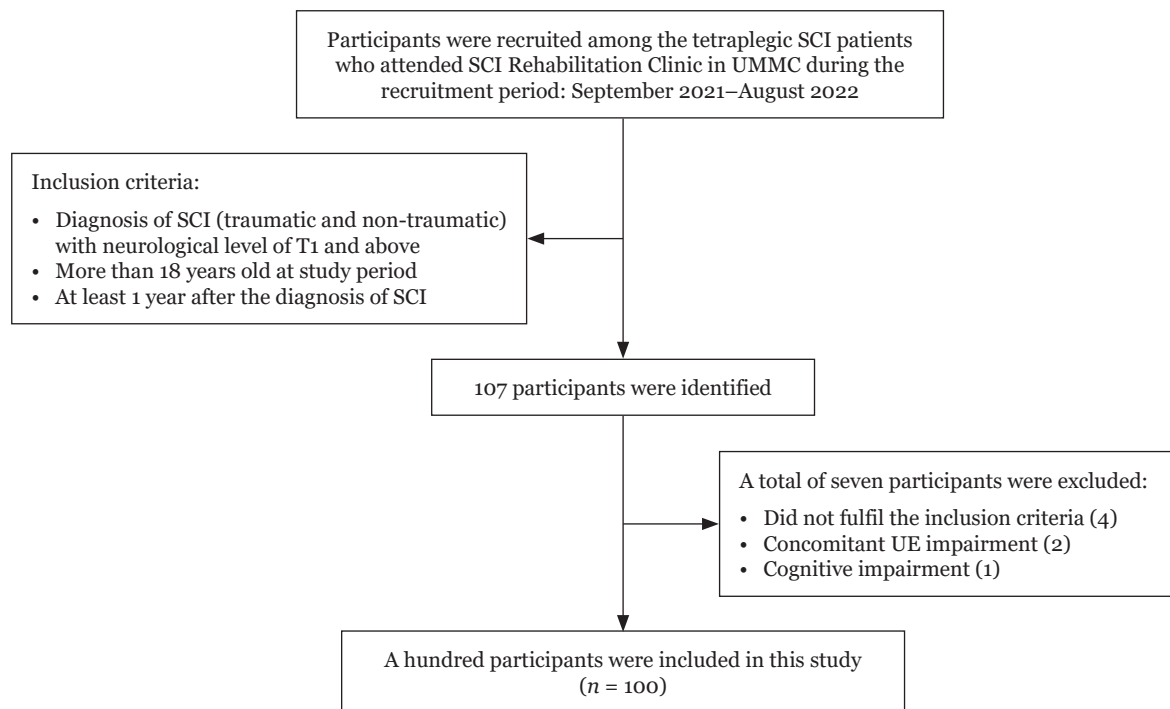 Participants were recruited among the tetraplegic SCI patients
who attended SCI Rehabilitation Clinic in UMMC during the
recruitment period: September 2021–August 2022
Inclusion criteria:
• Diagnosis of SCI (traumatic and non-traumatic)
with neurological level of T1 and above
• More than 18 years old at study period
• At least 1 year after the diagnosis of SCI
107 participants were identified
A total of seven participants were excluded:
• Did not fulfil the inclusion criteria (4)
• Concomitant UE impairment (2)
• Cognitive impairment (1)
A hundred participants were included in this study
(n = 100)